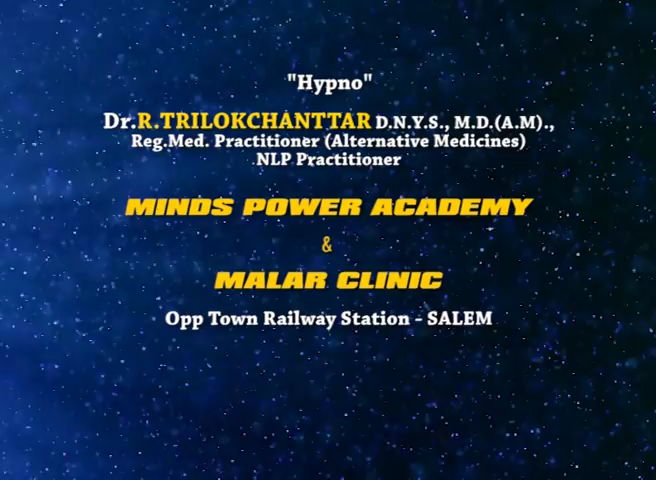 "Hypno"
Dr.R.TRILOKCHANTTAR D.N.Y.S., M.D.(A.M).,
Reg.Med. Practitioner (Alternative Medicines)
NLP Practitioner
MINDS POWER ACADEMY
&
MALAR CLINIC
Opp Town Railway Station - SALEM